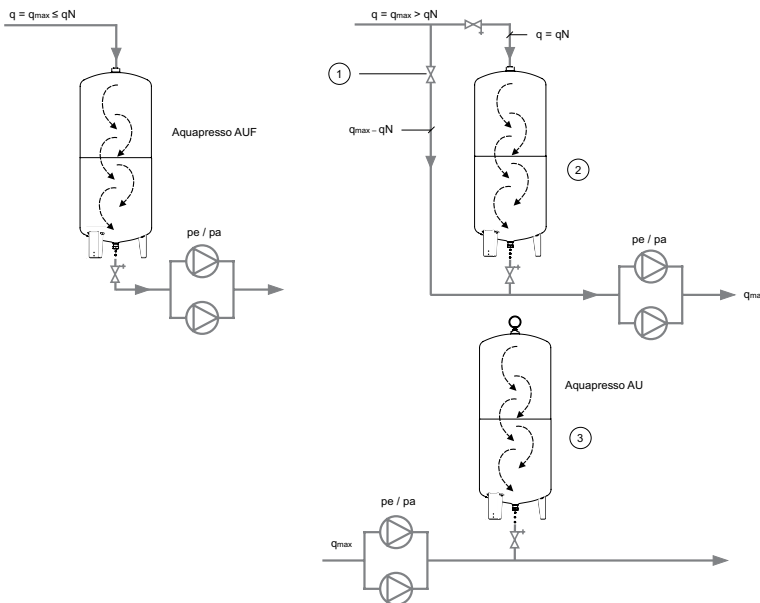 q = qmax ≤ qN
Aquapresso AUF
pe / pa
q = qmax > qN
q = qN
1
qmax – qN
2
pe / pa
qma
Aquapresso AU
3
pe / pa
qmax